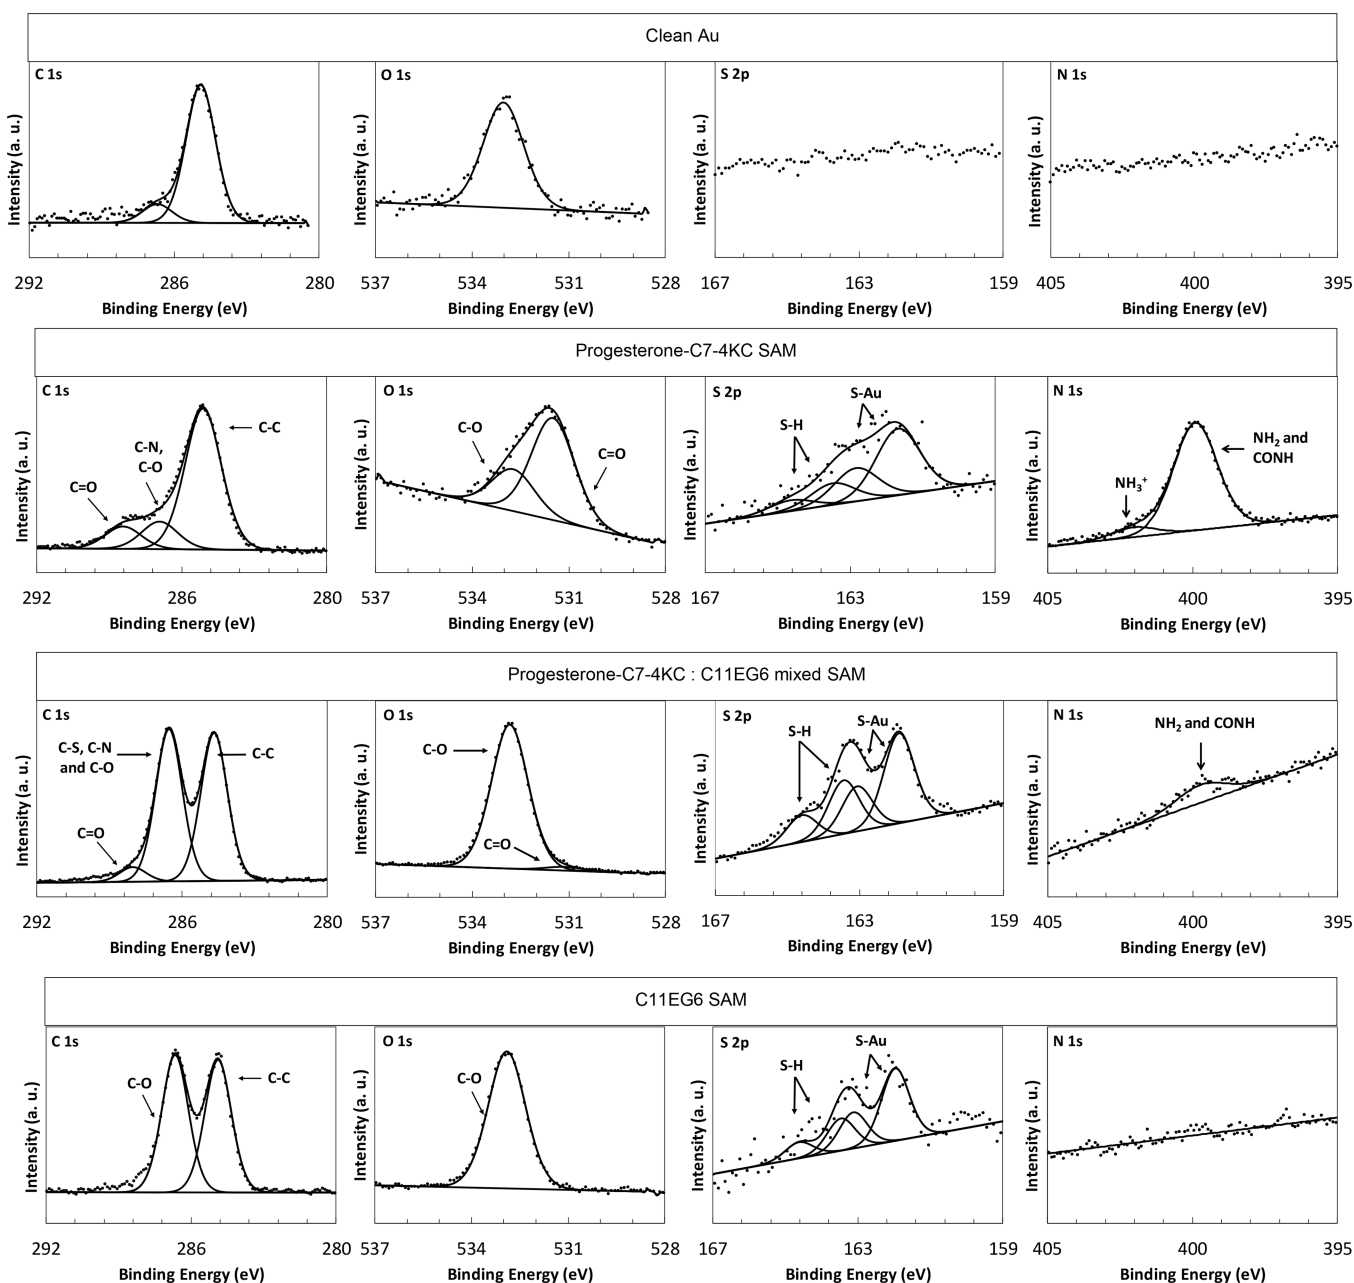 Clean Au
C 1s
O 1s
S 2p
N 1s
Intensity (a. u.)
Intensity (a. u.)
Intensity (a. u.)
Intensity (a. u.)
292 286 280
537 534 531 528
167 163 159
405 400 395
Binding Energy (eV)
Binding Energy (eV)
Binding Energy (eV)
Binding Energy (eV)
Progesterone-C7-4KC SAM
C 1s
C=O
C-N,
C-O
C-C
O 1s
C-O
C=O
S 2p
S-H
S-Au
N 1s
NH₃⁺
NH₂ and
CONH
Intensity (a. u.)
Intensity (a. u.)
Intensity (a. u.)
Intensity (a. u.)
292 286 280
537 534 531 528
167 163 159
405 400 395
Binding Energy (eV)
Binding Energy (eV)
Binding Energy (eV)
Binding Energy (eV)
Progesterone-C7-4KC : C11EG6 mixed SAM
C 1s
C-S, C-N
and C-O
C-C
C=O
O 1s
C-O
C=O
S 2p
S-H
S-Au
N 1s
NH₂ and CONH
Intensity (a. u.)
Intensity (a. u.)
Intensity (a. u.)
Intensity (a. u.)
292 286 280
537 534 531 528
167 163 159
405 400 395
Binding Energy (eV)
Binding Energy (eV)
Binding Energy (eV)
Binding Energy (eV)
C11EG6 SAM
C 1s
C-O
C-C
O 1s
C-O
S 2p
S-H
S-Au
N 1s
Intensity (a. u.)
Intensity (a. u.)
Intensity (a. u.)
Intensity (a. u.)
292 286 280
537 534 531 528
167 163 159
405 400 395
Binding Energy (eV)
Binding Energy (eV)
Binding Energy (eV)
Binding Energy (eV)